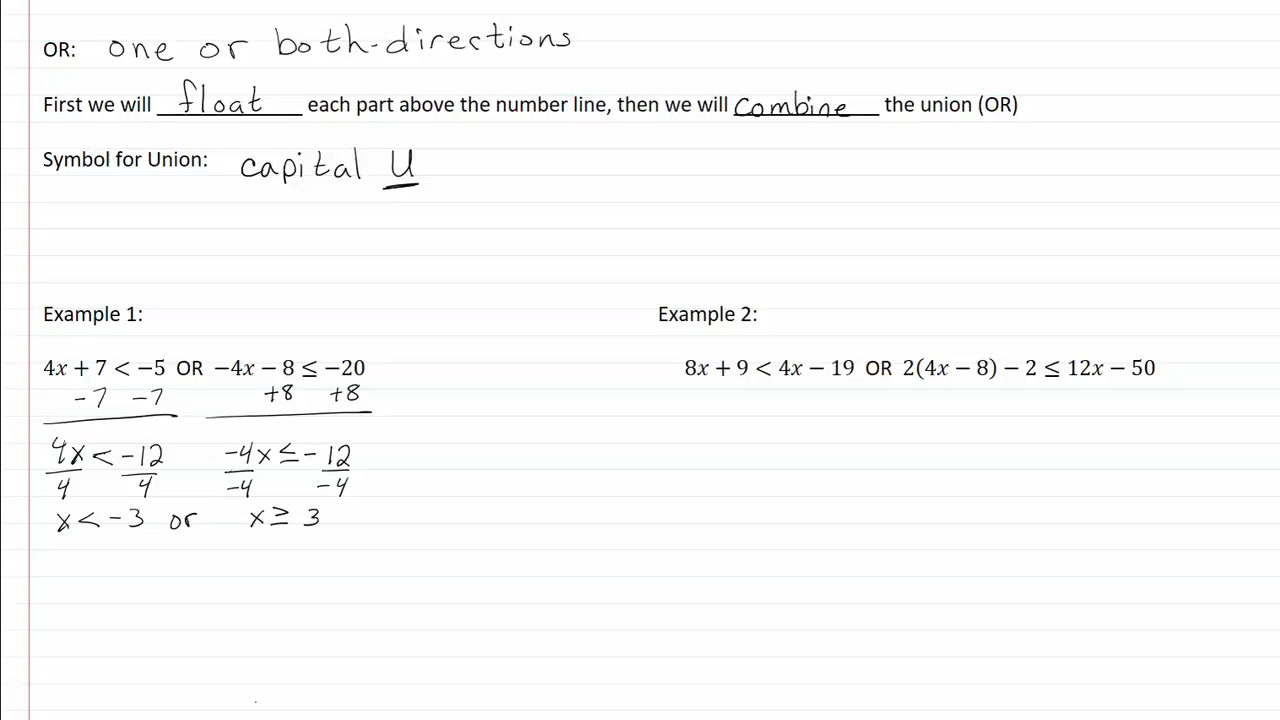 OR: one or both-directions
First we will float each part above the number line, then we will combine the union (OR)
Symbol for Union: capital U
Example 1:
Example 2:
4x + 7 < −5 OR −4x − 8 ≤ −20
8x + 9 < 4x − 19 OR 2(4x − 8) − 2 ≤ 12x − 50
-7 -7 +8 +8
4x < -12 -4x ≤ -12
4 4 -4 -4
x < -3 or x ≥ 3